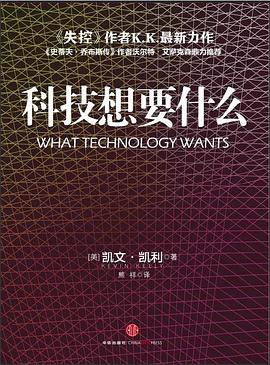 《失控》作者K.K.最新力作
《史蒂夫·乔布斯传》作者沃尔特·艾萨克森鼎力推荐
科技想要什么
WHAT TECHNOLOGY WANTS
[美]凯文·凯利◎著
KEVIN KELLY
熊 祥◎译
中信出版社·CHINA CITIC PRESS